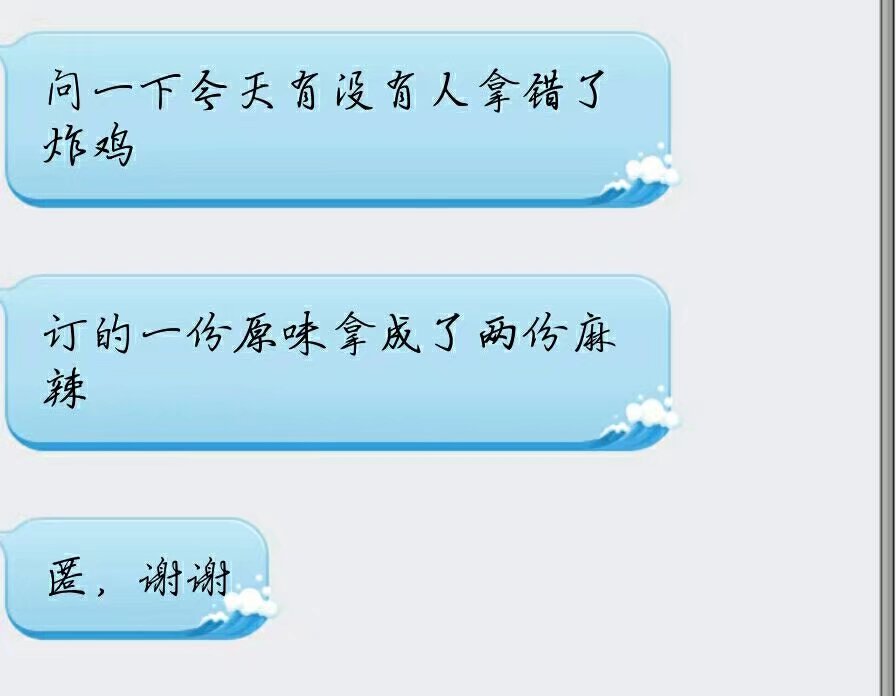 问一下今天有没有人拿错了
炸鸡
订的一份原味拿成了两份麻
辣
匿，谢谢